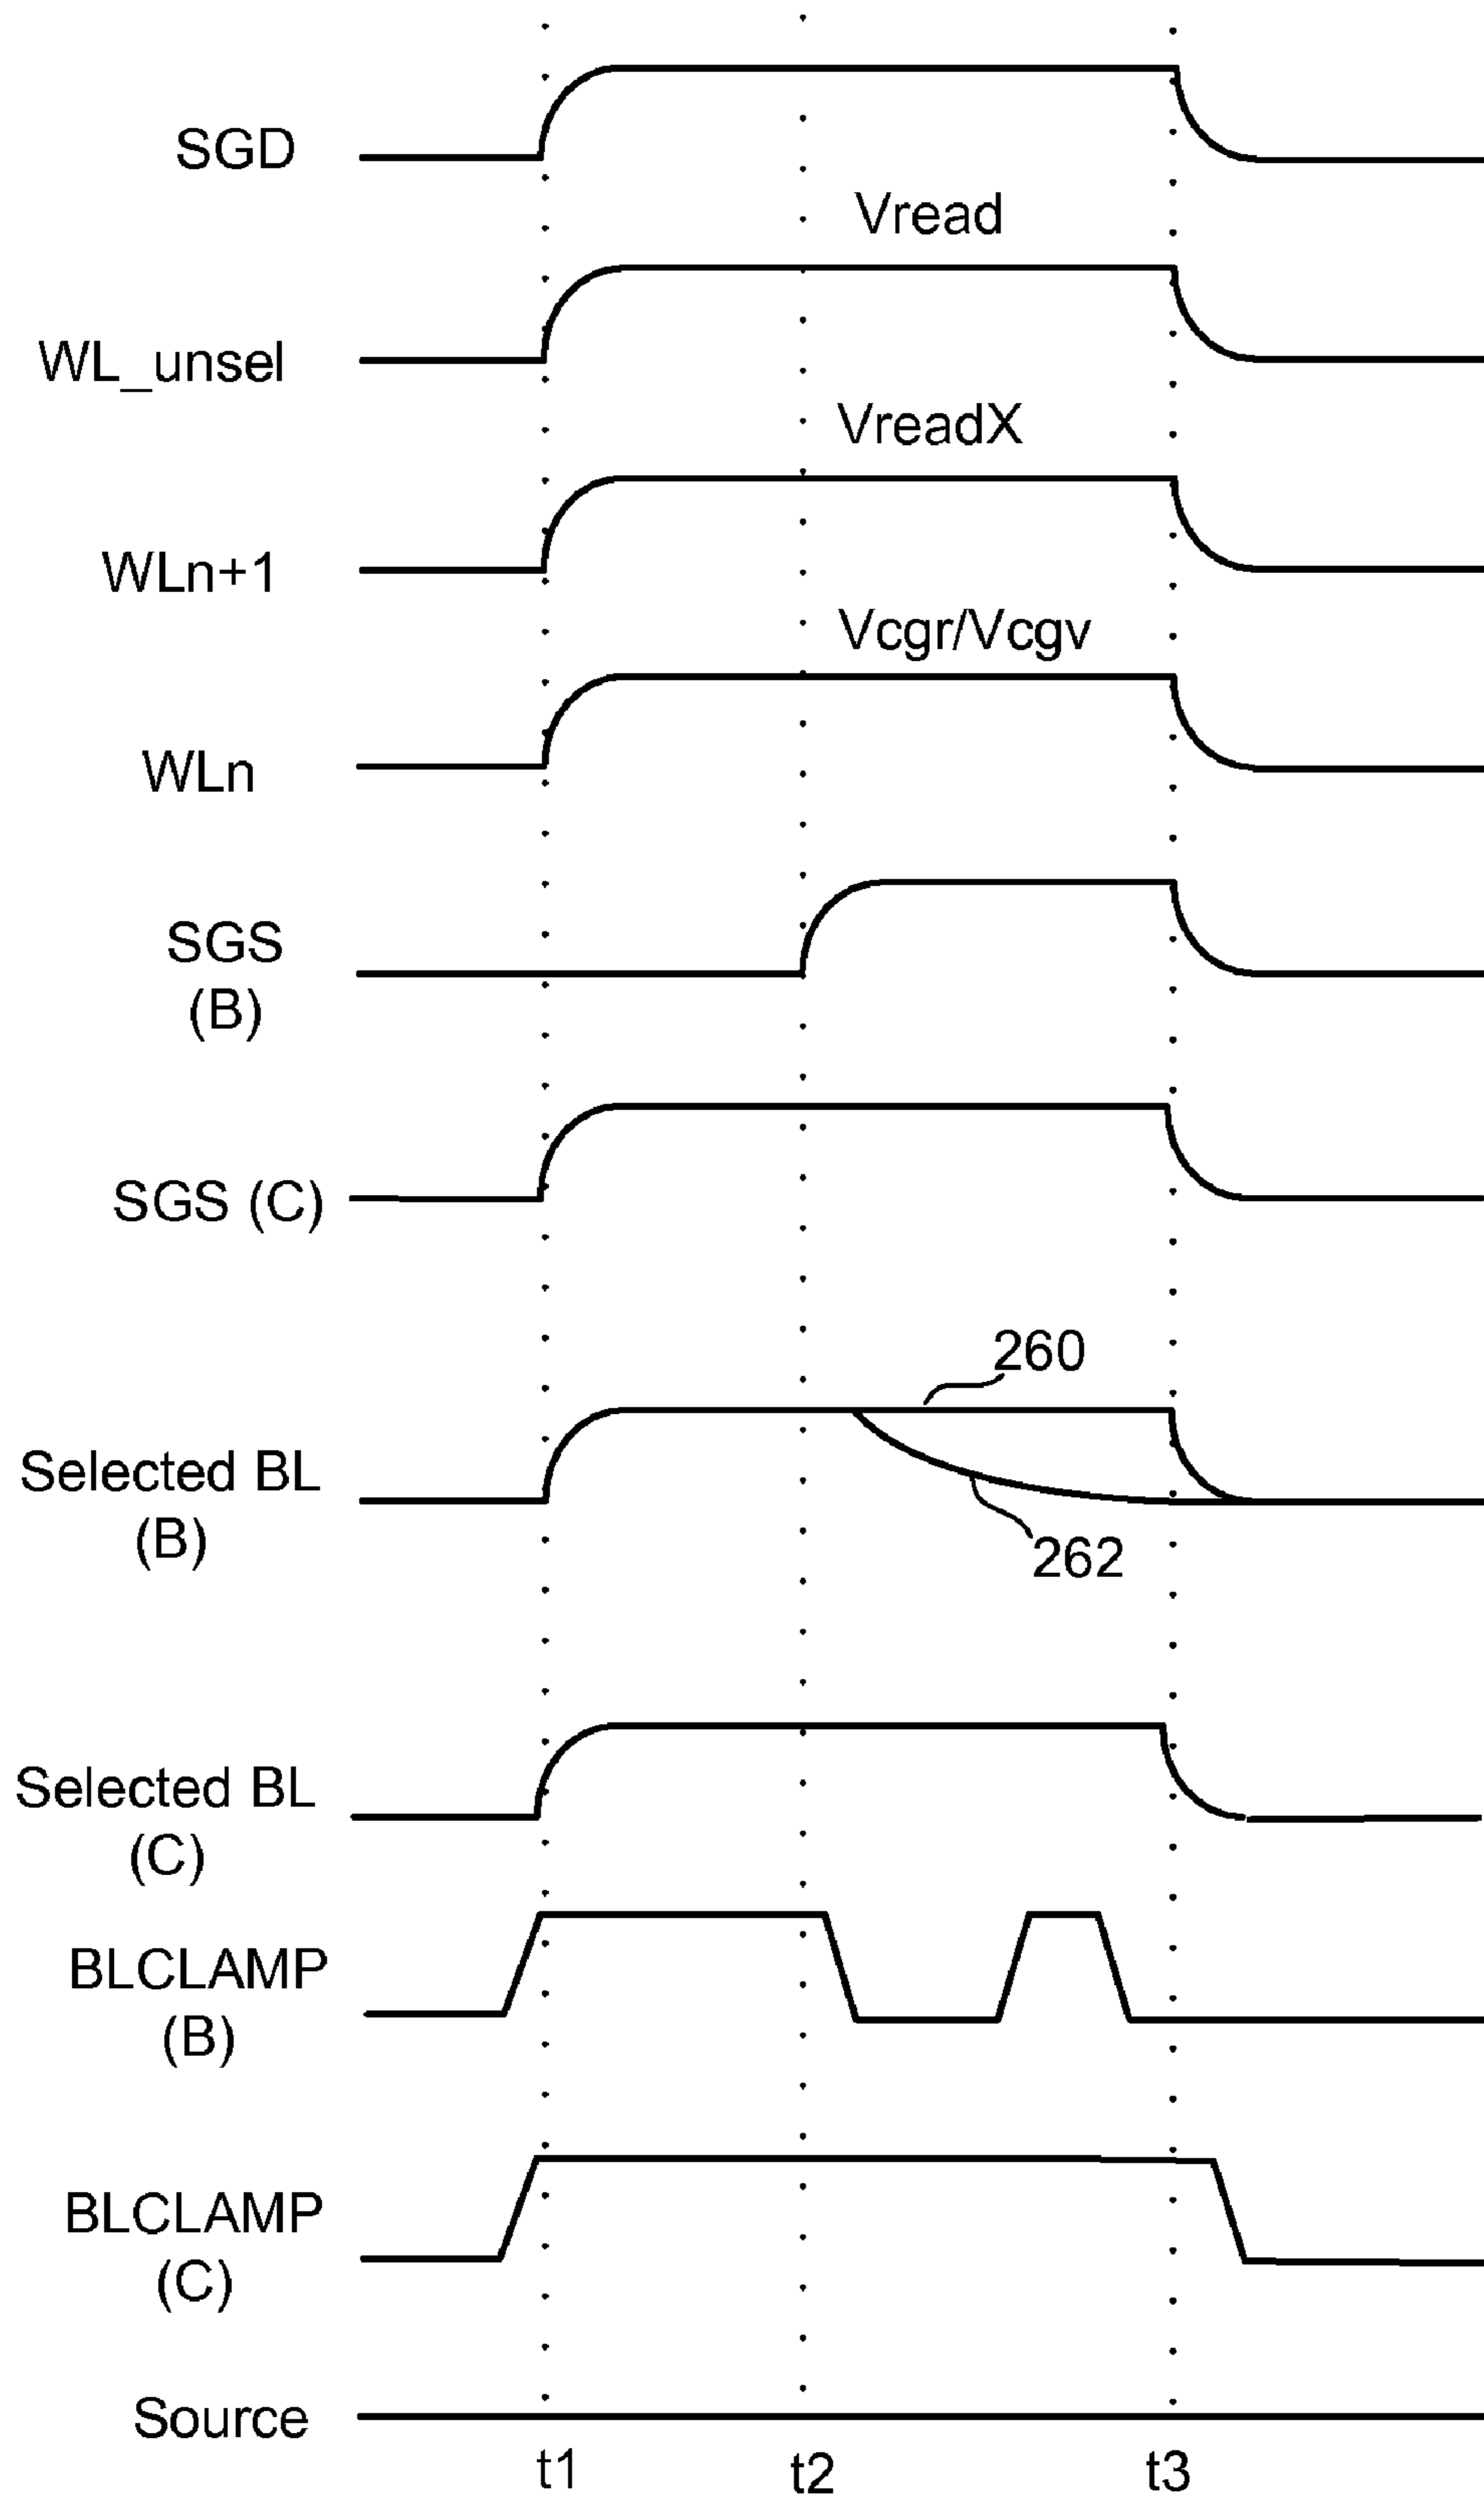 SGD
Vread
WL_unsel
VreadX
WLn+1
Vcgr/Vcgv
WLn
SGS
(B)
SGS (C)
260
Selected BL
(B)
262
Selected BL
(C)
BLCLAMP
(B)
BLCLAMP
(C)
Source
t1 t2 t3